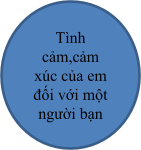 Tình
cảm,cảm
xúc của em
đối với một
người bạn